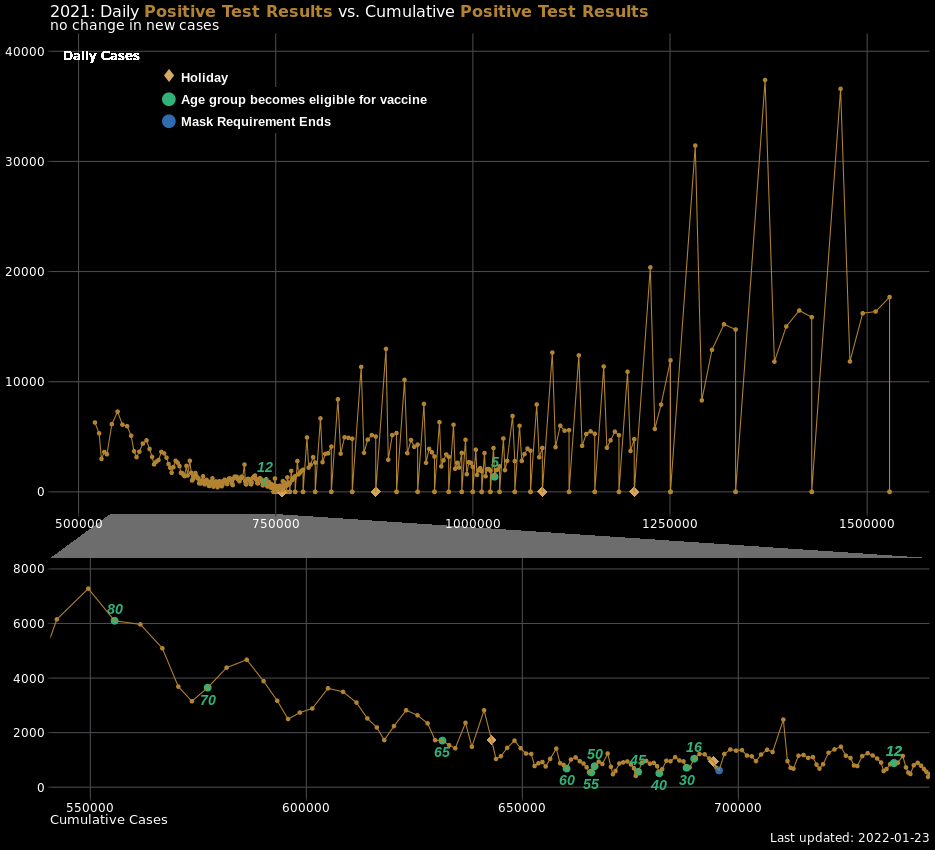 2021: Daily Positive Test Results vs. Cumulative Positive Test Results
no change in new cases
40000
Daily Cases
Holiday
Age group becomes eligible for vaccine
Mask Requirement Ends
30000
20000
10000
12
5
0
500000 750000 1000000 1250000 1500000
8000
6000
80
4000
70
2000
65
60
55
50
45
40
30
16
12
0
550000 600000 650000 700000
Cumulative Cases
Last updated: 2022-01-23